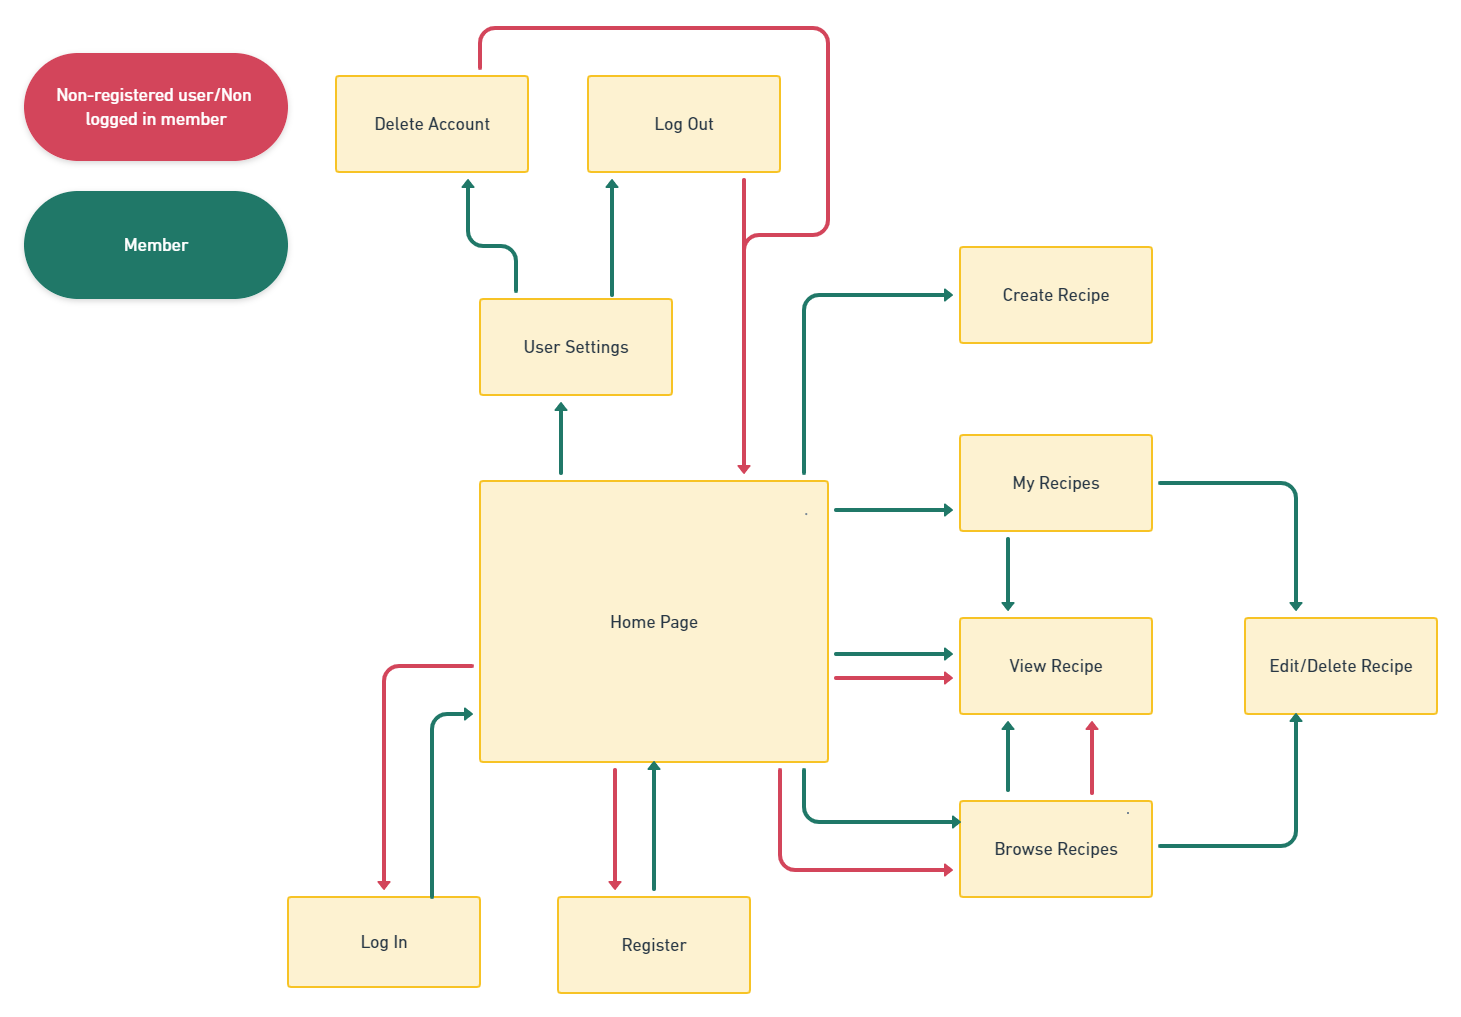 Non-registered user/Non
logged in member
Member
Delete Account
Log Out
Create Recipe
User Settings
My Recipes
Home Page
View Recipe
Edit/Delete Recipe
Browse Recipes
Log In
Register